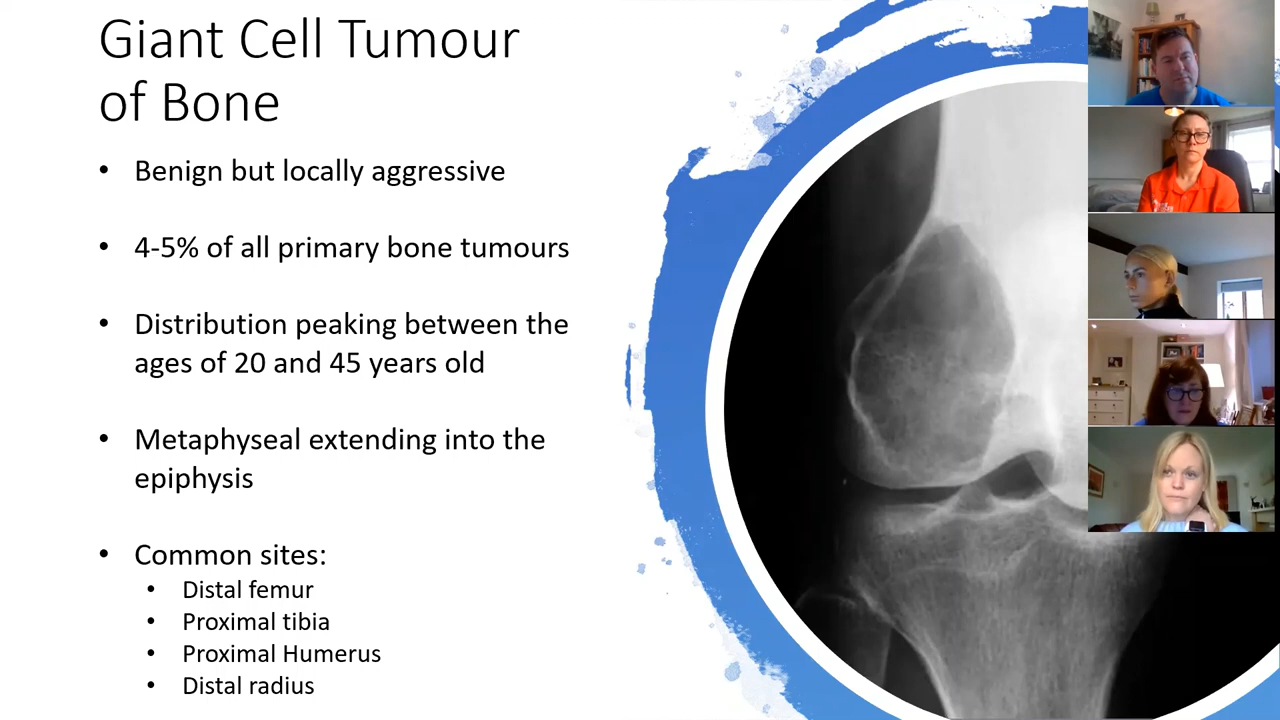 Giant Cell Tumour
of Bone
• Benign but locally aggressive
• 4-5% of all primary bone tumours
• Distribution peaking between the
ages of 20 and 45 years old
• Metaphyseal extending into the
epiphysis
• Common sites:
• Distal femur
• Proximal tibia
• Proximal Humerus
• Distal radius